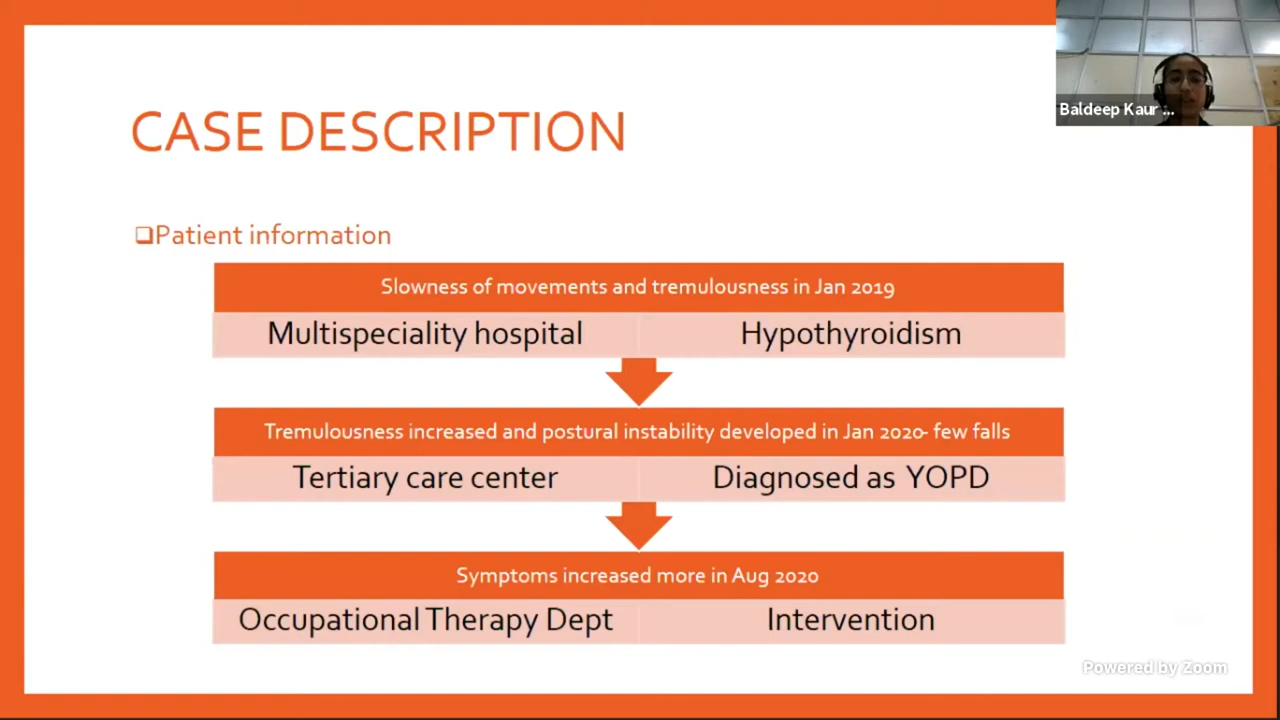 Baldeep Kaur ...
CASE DESCRIPTION
❑Patient information
Slowness of movements and tremulousness in Jan 2019
Multispeciality hospital
Hypothyroidism
Tremulousness increased and postural instability developed in Jan 2020- few falls
Tertiary care center
Diagnosed as YOPD
Symptoms increased more in Aug 2020
Occupational Therapy Dept
Intervention
Powered by Zoom